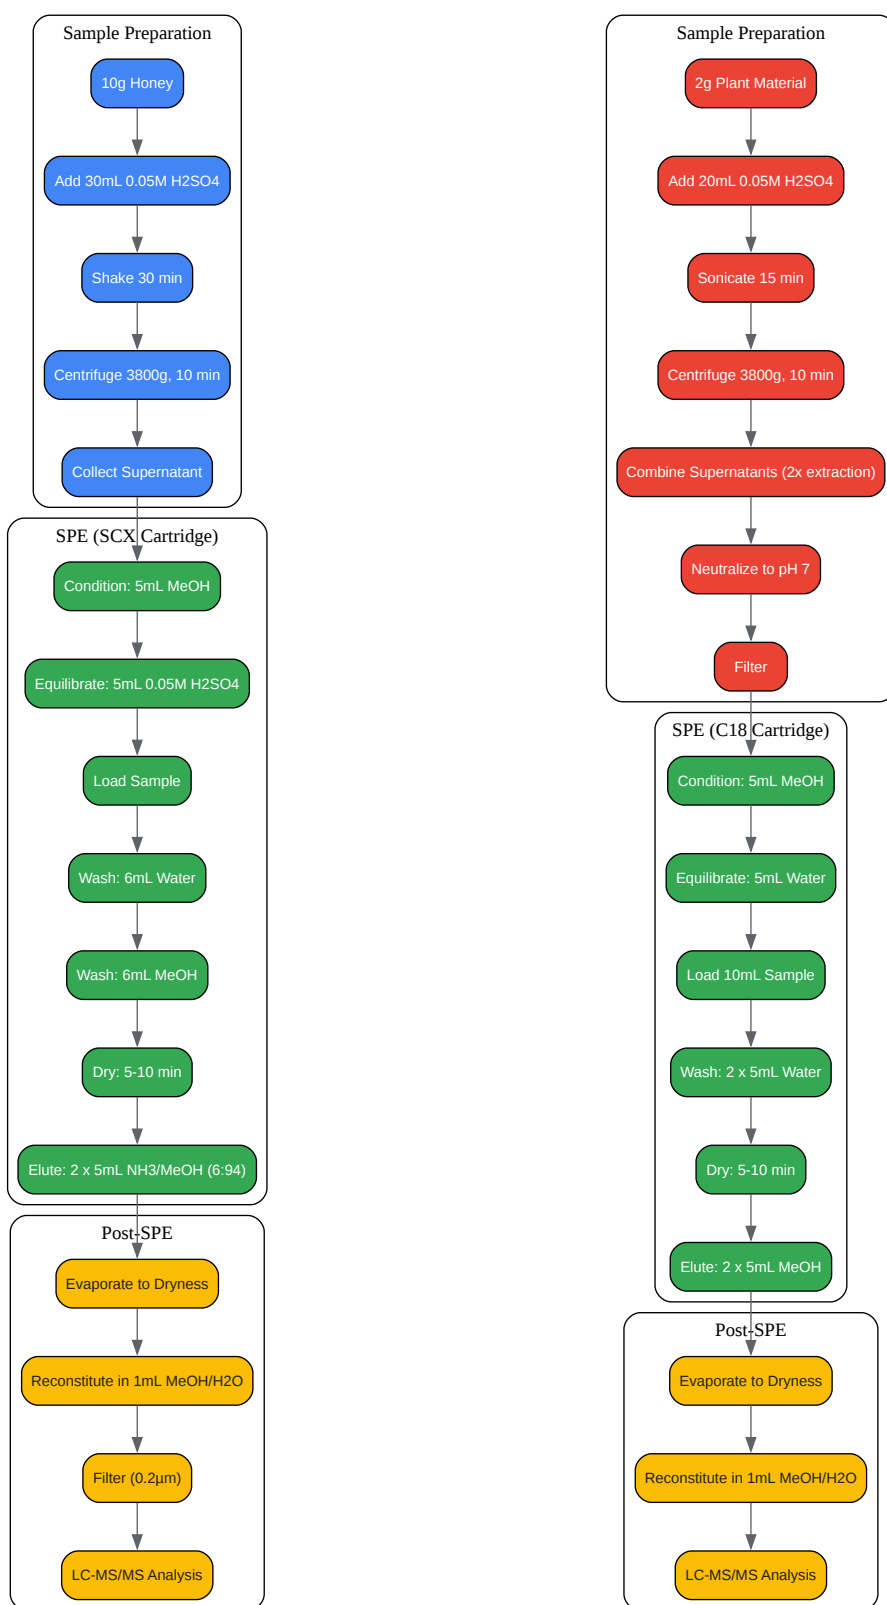 Sample Preparation
10g Honey
Add 30mL 0.05M H2SO4
Shake 30 min
Centrifuge 3800g, 10 min
Collect Supernatant
SPE (SCX Cartridge)
Condition: 5mL MeOH
Equilibrate: 5mL 0.05M H2SO4
Load Sample
Wash: 6mL Water
Wash: 6mL MeOH
Dry: 5-10 min
Elute: 2 x 5mL NH3/MeOH (6:94)
Post-SPE
Evaporate to Dryness
Reconstitute in 1mL MeOH/H2O
Filter (0.2µm)
LC-MS/MS Analysis
Sample Preparation
2g Plant Material
Add 20mL 0.05M H2SO4
Sonicate 15 min
Centrifuge 3800g, 10 min
Combine Supernatants (2x extraction)
Neutralize to pH 7
Filter
SPE (C18 Cartridge)
Condition: 5mL MeOH
Equilibrate: 5mL Water
Load 10mL Sample
Wash: 2 x 5mL Water
Dry: 5-10 min
Elute: 2 x 5mL MeOH
Post-SPE
Evaporate to Dryness
Reconstitute in 1mL MeOH/H2O
LC-MS/MS Analysis